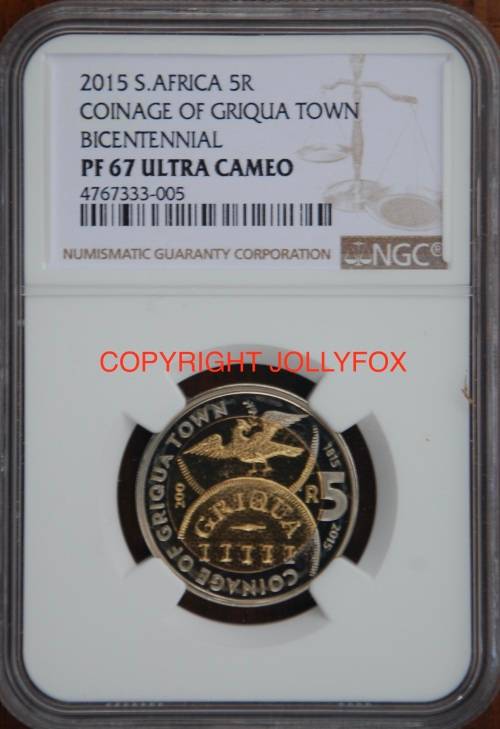 2015 S.AFRICA 5R
COINAGE OF GRIQUA TOWN
BICENTENNIAL
PF 67 ULTRA CAMEO
4767333-005
NUMISMATIC GUARANTY CORPORATION
NGC®
COPYRIGHT JOLLYFOX
COINAGE OF GRIQUA TOWN
200
1815
R5
2015
GRIQUA
IIIII